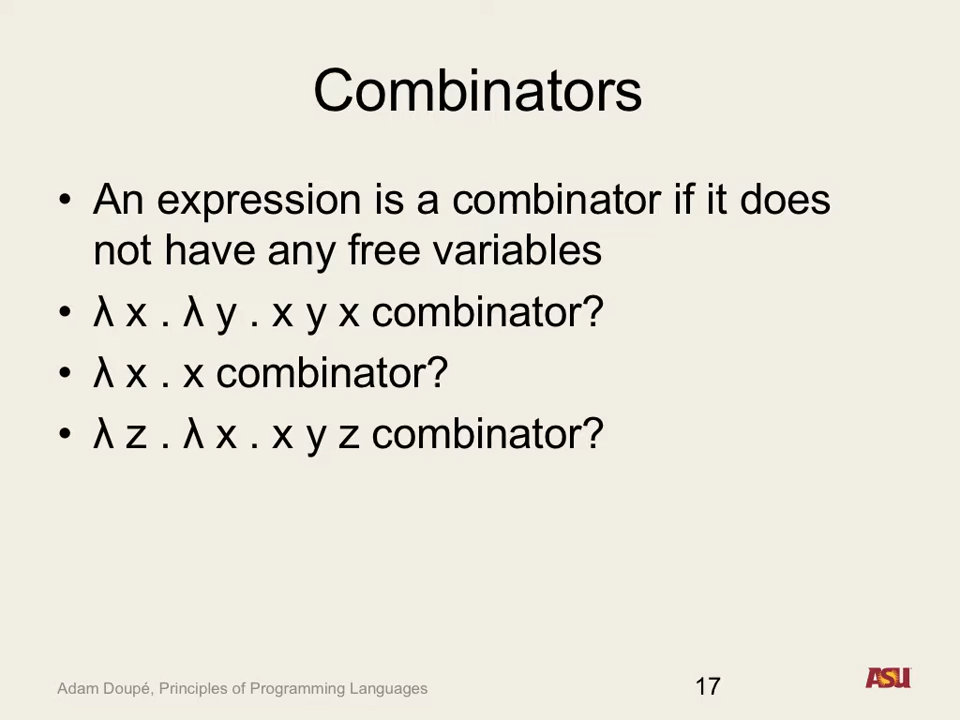 Combinators
• An expression is a combinator if it does
not have any free variables
• λ x . λ y . x y x combinator?
• λ x . x combinator?
• λ z . λ x . x y z combinator?
Adam Doupé, Principles of Programming Languages
17
ASU